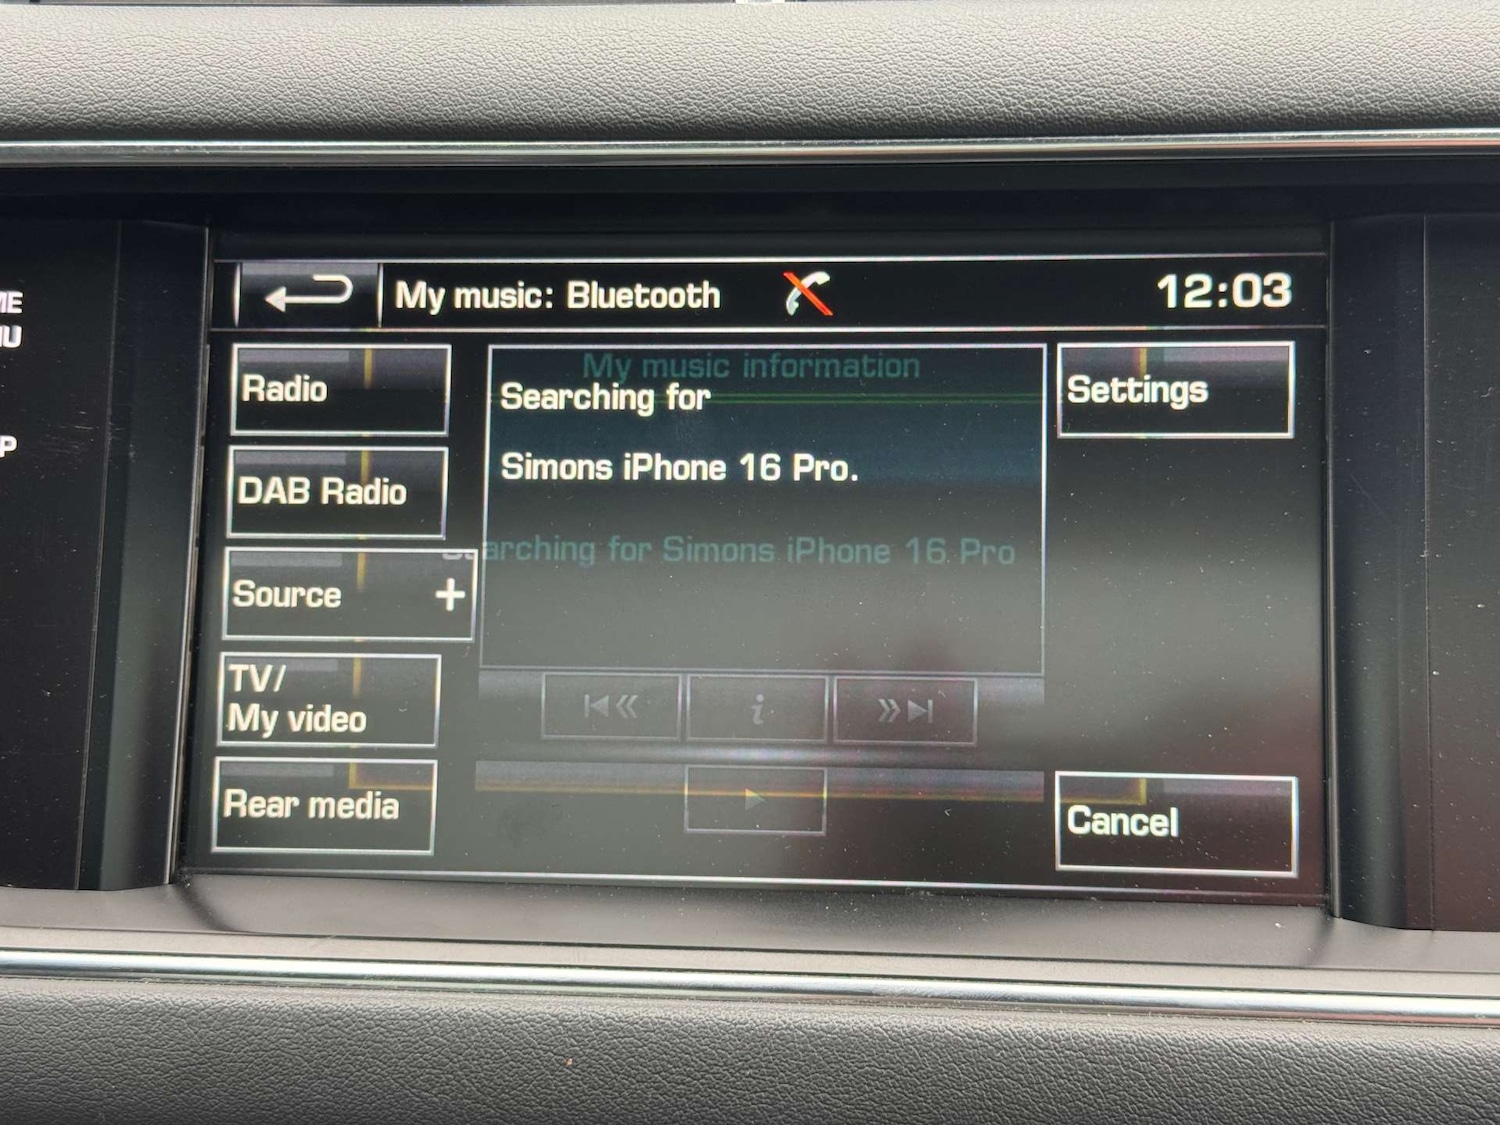 My music: Bluetooth
12:03
Radio
DAB Radio
Source +
TV/
My video
Rear media
My music information
Searching for
Simons iPhone 16 Pro.
Searching for Simons iPhone 16 Pro
i
Settings
Cancel